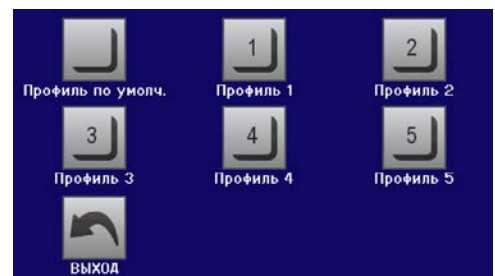 1
2
Профиль по умолч.
Профиль 1
Профиль 2
3
4
5
Профиль 3
Профиль 4
Профиль 5
ВЫХОД